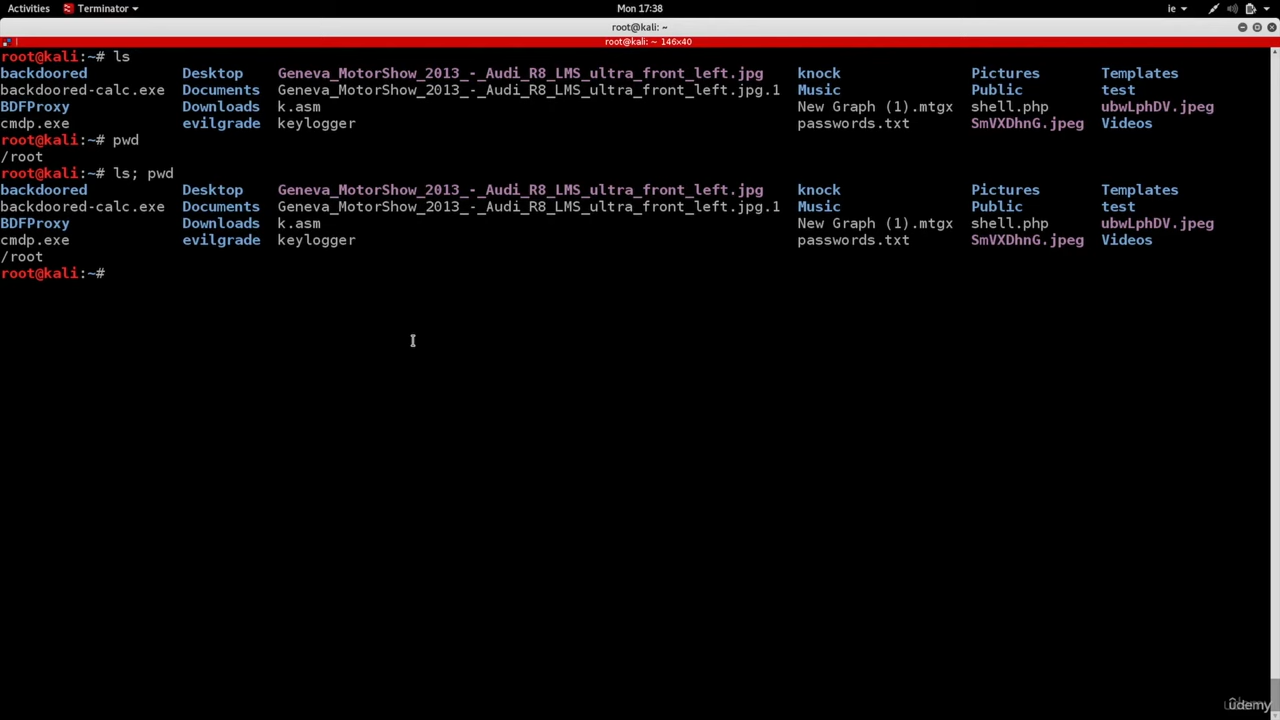 Activities Terminator Mon 17:38 ie
root@kali: ~
root@kali: ~ 146x40
root@kali:~# ls
backdoored Desktop Geneva_MotorShow_2013_-_Audi_R8_LMS_ultra_front_left.jpg knock Pictures Templates
backdoored-calc.exe Documents Geneva_MotorShow_2013_-_Audi_R8_LMS_ultra_front_left.jpg.1 Music Public test
BDFProxy Downloads k.asm New Graph (1).mtgx shell.php ubwLphDV.jpeg
cmdp.exe evilgrade keylogger passwords.txt SmVXDhnG.jpeg Videos
root@kali:~# pwd
/root
root@kali:~# ls; pwd
backdoored Desktop Geneva_MotorShow_2013_-_Audi_R8_LMS_ultra_front_left.jpg knock Pictures Templates
backdoored-calc.exe Documents Geneva_MotorShow_2013_-_Audi_R8_LMS_ultra_front_left.jpg.1 Music Public test
BDFProxy Downloads k.asm New Graph (1).mtgx shell.php ubwLphDV.jpeg
cmdp.exe evilgrade keylogger passwords.txt SmVXDhnG.jpeg Videos
/root
root@kali:~#
ûdemy